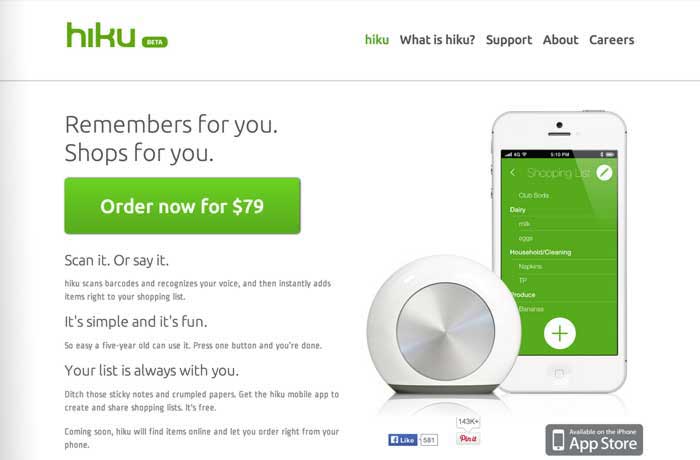 hiku BETA
hiku What is hiku? Support About Careers
Remembers for you.
Shops for you.
Order now for $79
Scan it. Or say it.
hiku scans barcodes and recognizes your voice, and then instantly adds
items right to your shopping list.
It's simple and it's fun.
So easy a five-year old can use it. Press one button and you're done.
Your list is always with you.
Ditch those sticky notes and crumpled papers. Get the hiku mobile app to
create and share shopping lists. It's free.
Coming soon, hiku will find items online and let you order right from your
phone.
4G 5:10 PM
Shopping List
Club Soda
Dairy
milk
eggs
Household/Cleaning
Napkins
TP
Produce
Bananas
+
143K+
Like 581
Pin it
Available on the iPhone
App Store